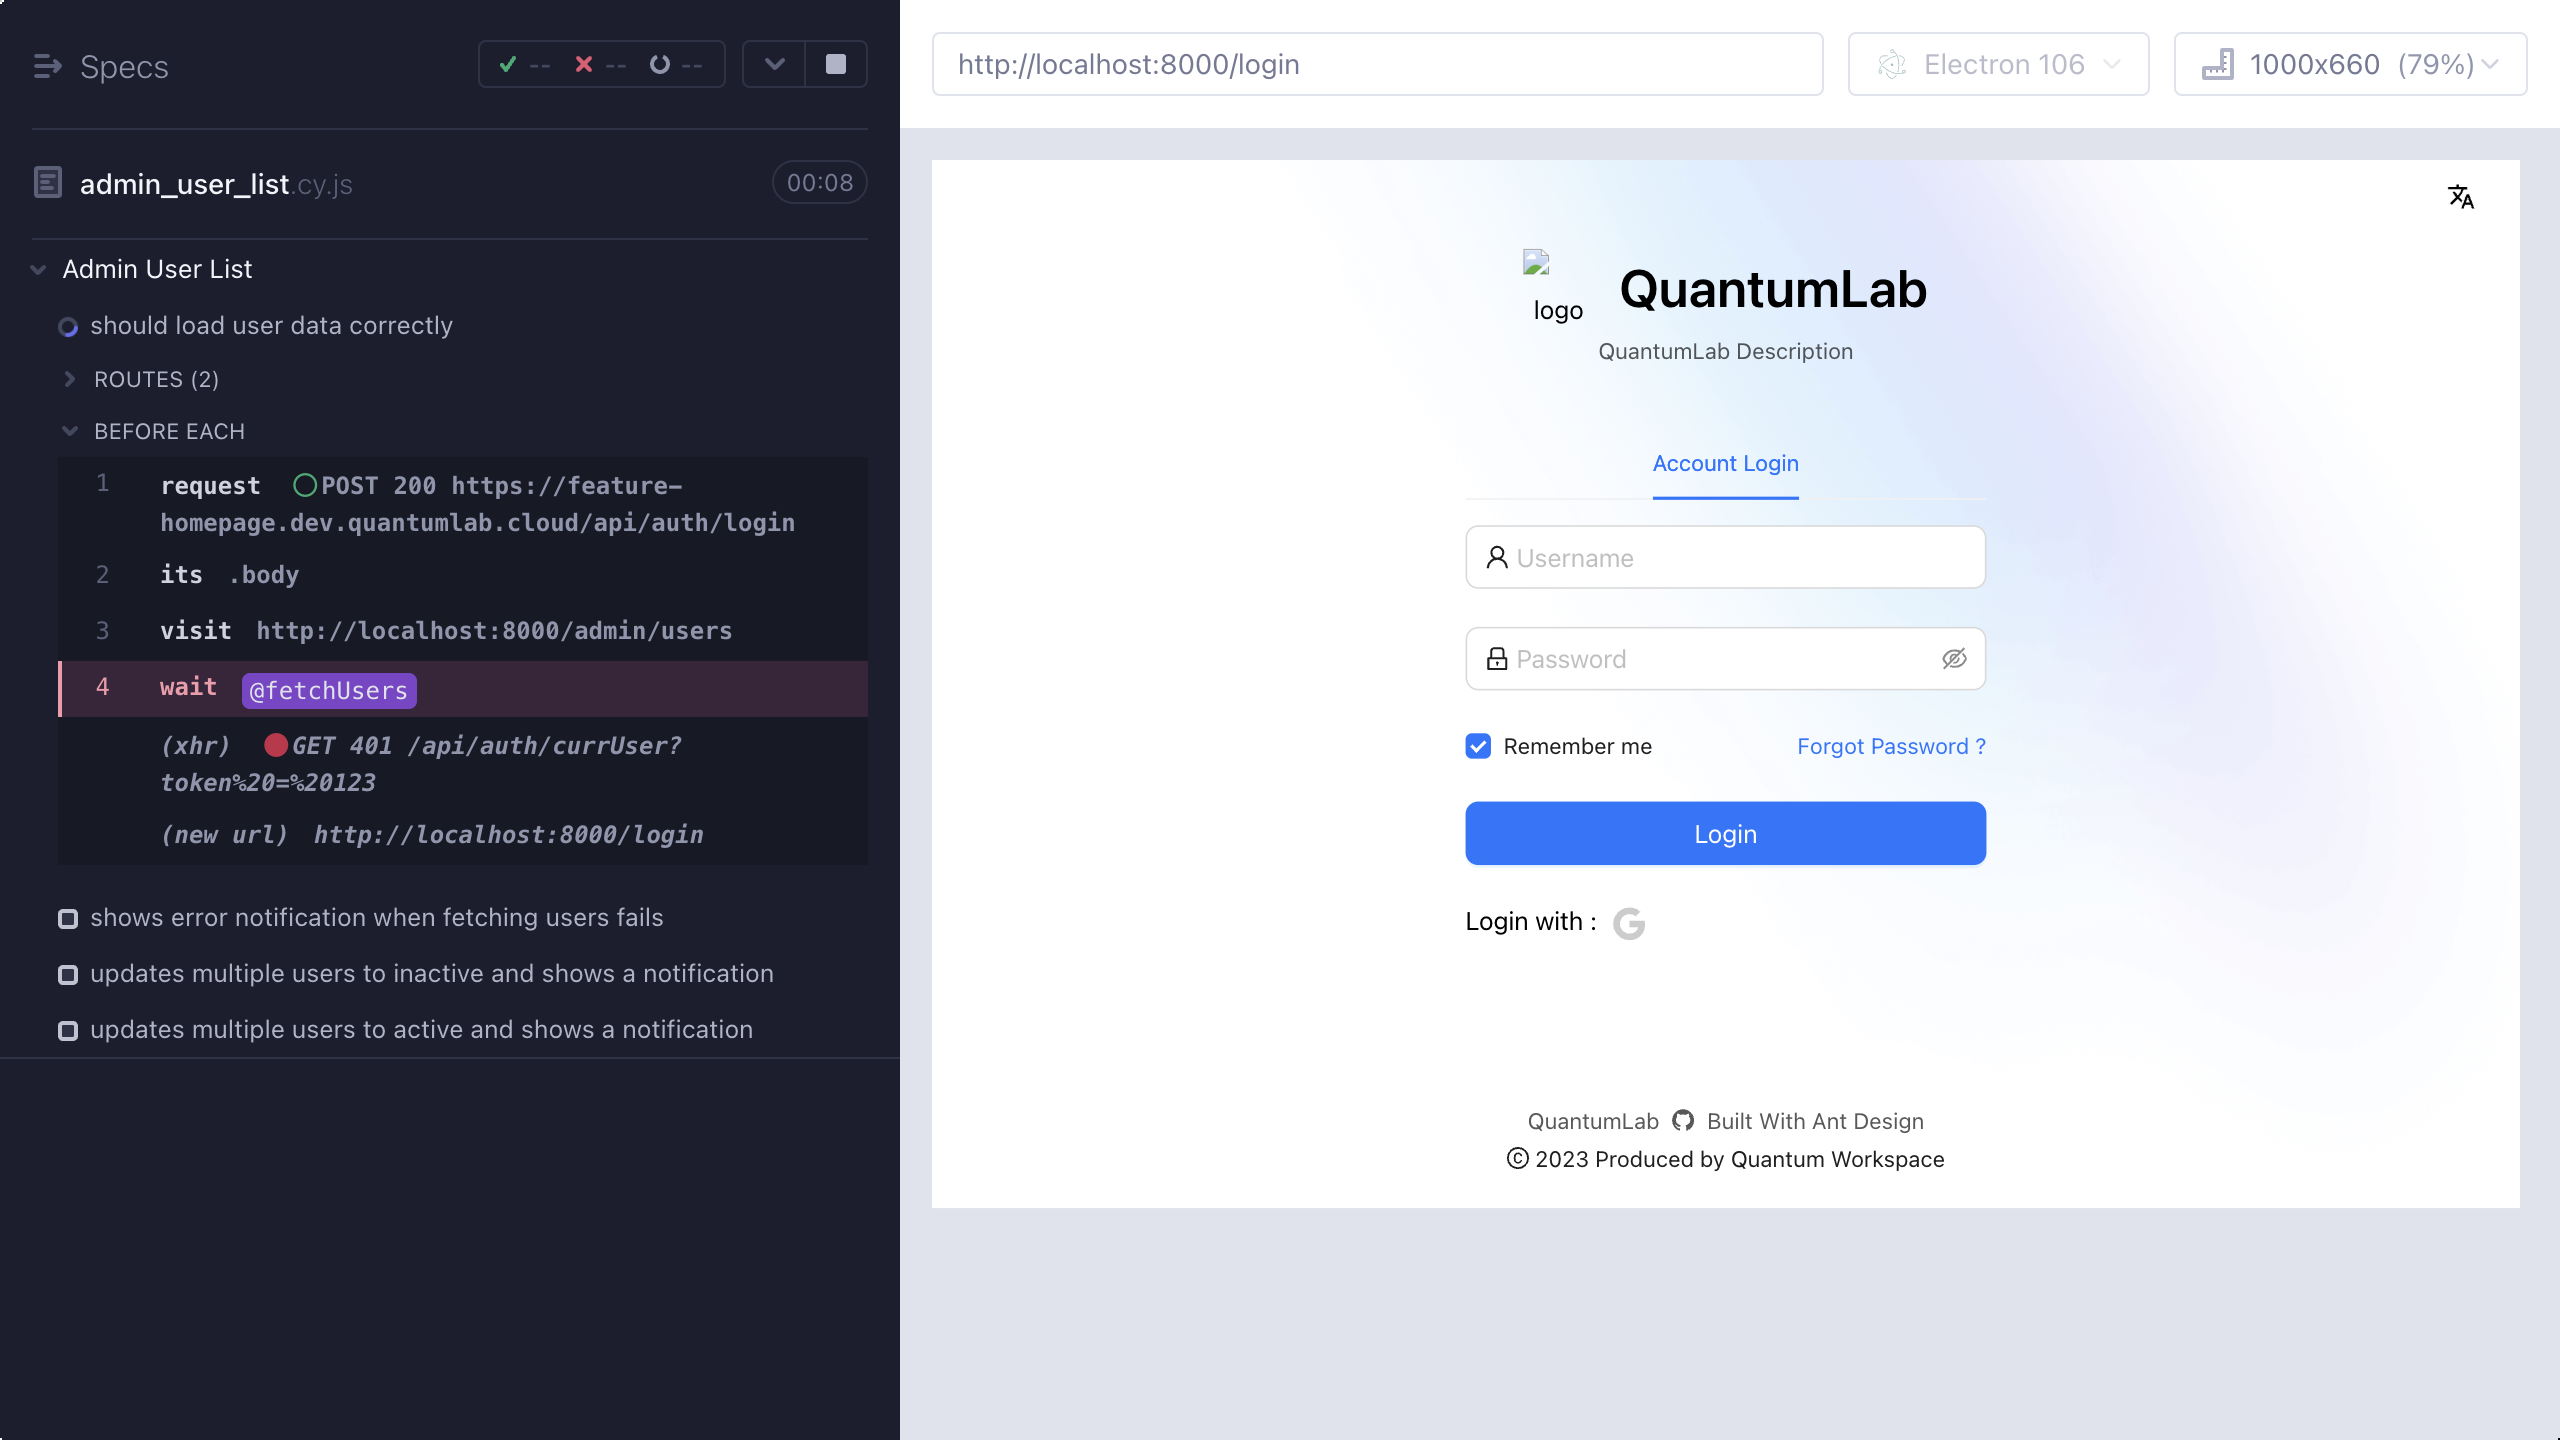 Specs
-- -- --
admin_user_list.cy.js
00:08
Admin User List
should load user data correctly
ROUTES (2)
BEFORE EACH
1 request POST 200 https://feature-
homepage.dev.quantumlab.cloud/api/auth/login
2 its .body
3 visit http://localhost:8000/admin/users
4 wait @fetchUsers
(xhr) GET 401 /api/auth/currUser?
token%20=%20123
(new url) http://localhost:8000/login
shows error notification when fetching users fails
updates multiple users to inactive and shows a notification
updates multiple users to active and shows a notification
http://localhost:8000/login
Electron 106
1000x660 (79%)
logo
QuantumLab
QuantumLab Description
Account Login
Username
Password
Remember me
Forgot Password ?
Login
Login with :
QuantumLab Built With Ant Design
© 2023 Produced by Quantum Workspace